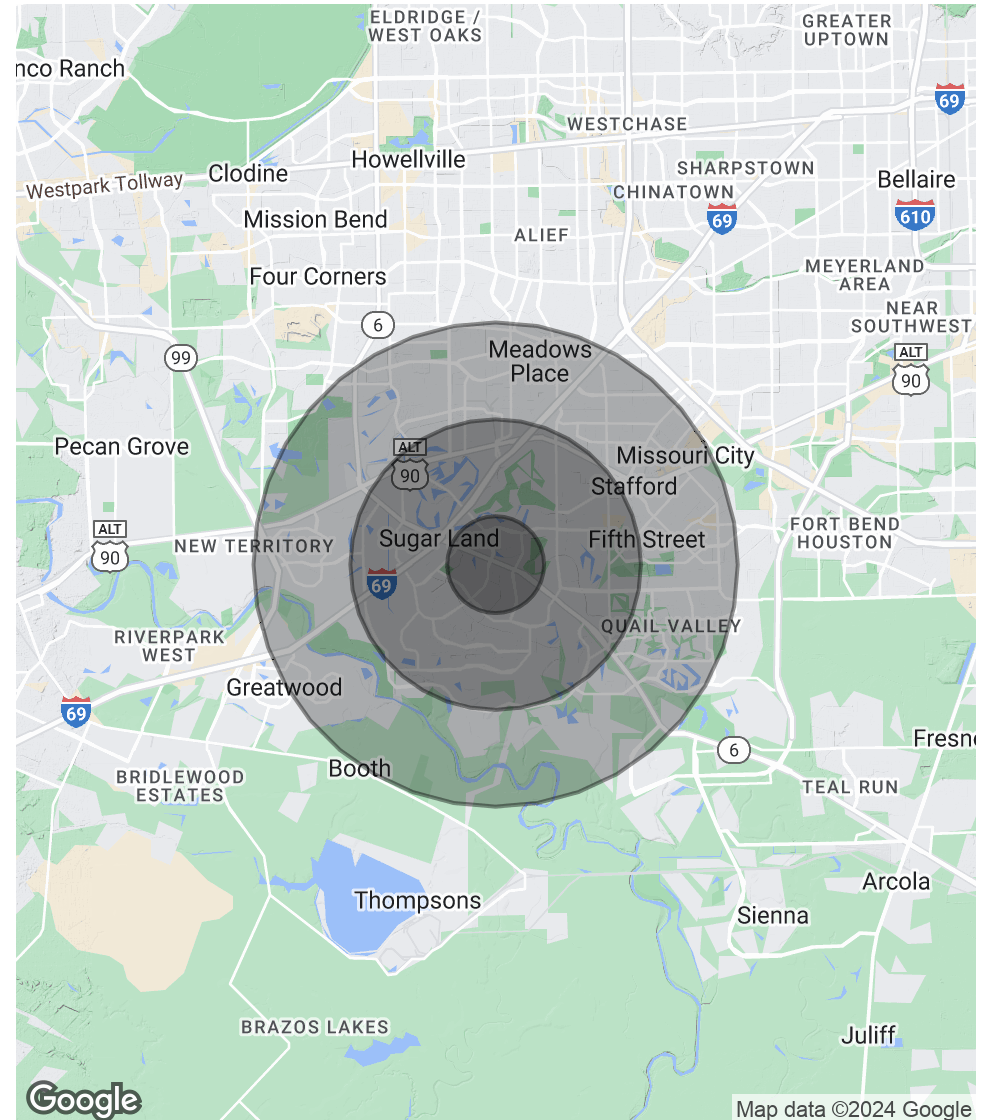 ELDRIDGE /
WEST OAKS
GREATER
UPTOWN
nco Ranch
69
WESTCHASE
Howellville
Clodine
SHARPSTOWN
Westpark Tollway
CHINATOWN
Bellaire
Mission Bend
69
610
ALIEF
Four Corners
MEYERLAND
AREA
NEAR
SOUTHWEST
6
99
Meadows
Place
ALT
90
Pecan Grove
ALT
90
Missouri City
Stafford
ALT
90
NEW TERRITORY
Sugar Land
Fifth Street
FORT BEND
HOUSTON
69
RIVERPARK
WEST
QUAIL VALLEY
Greatwood
69
6
Fresn
Booth
BRIDLEWOOD
ESTATES
TEAL RUN
Thompsons
Arcola
Sienna
BRAZOS LAKES
Juliff
Google
Map data ©2024 Google